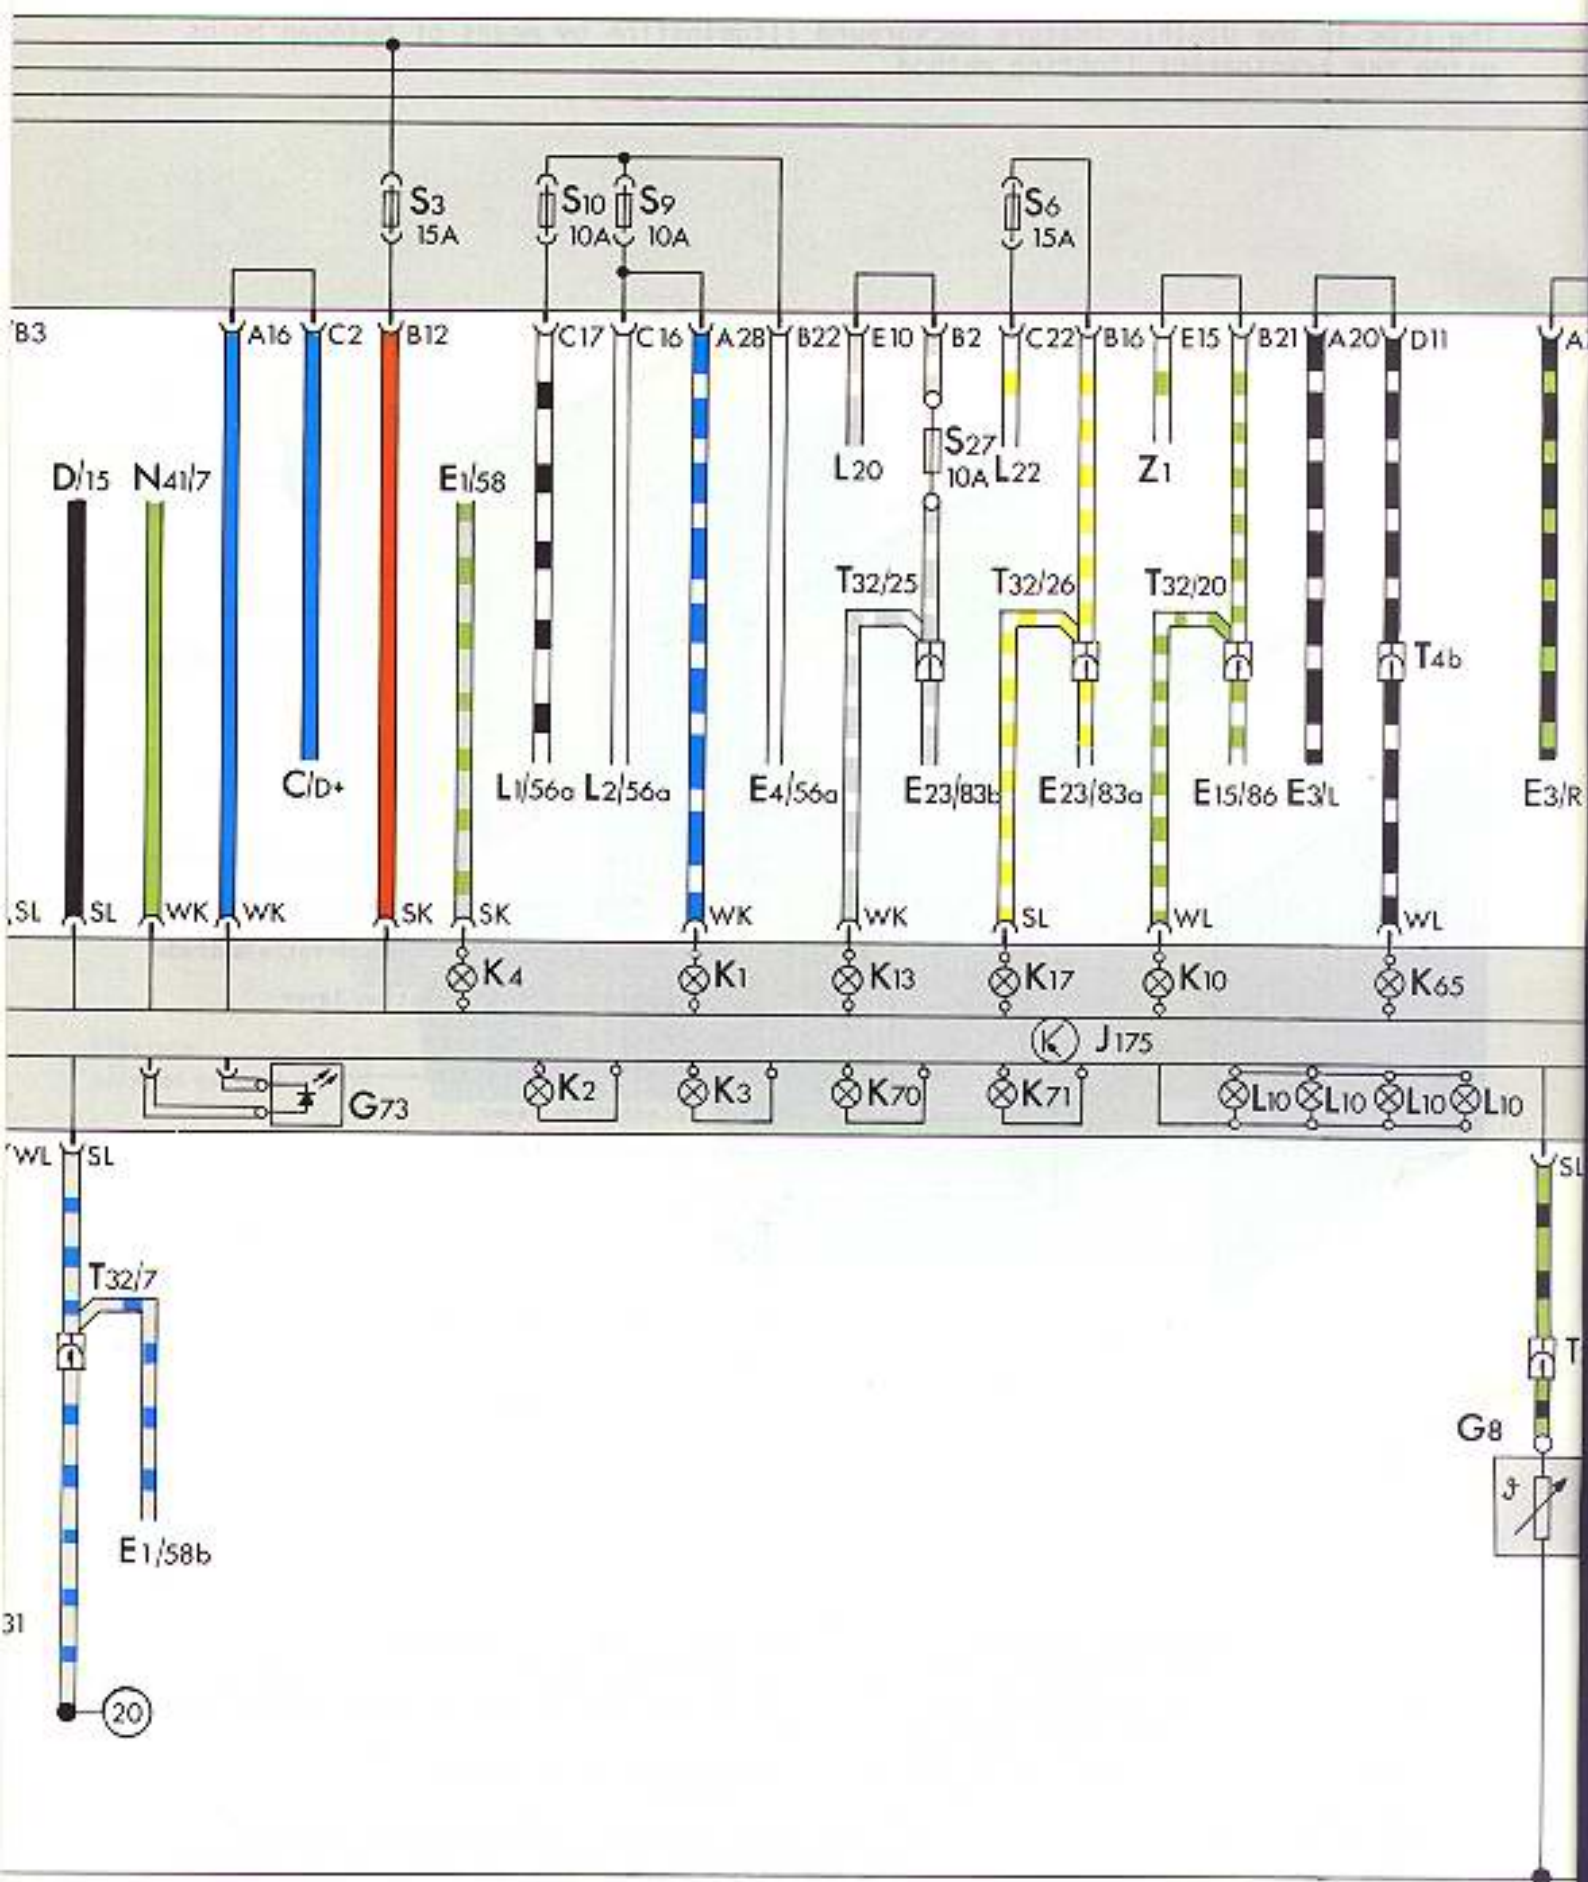 S3
15A
S10
10A
S9
10A
S6
15A
B3
A16
C2
B12
C17
C16
A28
B22
E10
B2
C22
B16
E15
B21
A20
D11
D/15
N41/7
E1/58
L20
S27
10A
L22
Z1
T32/25
T32/26
T32/20
T4b
C/D+
L1/56a
L2/56a
E4/56a
E23/83b
E23/83a
E15/86
E3/L
E3/R
SL
SL
WK
WK
SK
SK
WK
WK
SL
WL
WL
K4
K1
K13
K17
K10
K65
J175
G73
K2
K3
K70
K71
L10
L10
L10
L10
WL
SL
SL
T32/7
G8
ϑ
E1/58b
31
20